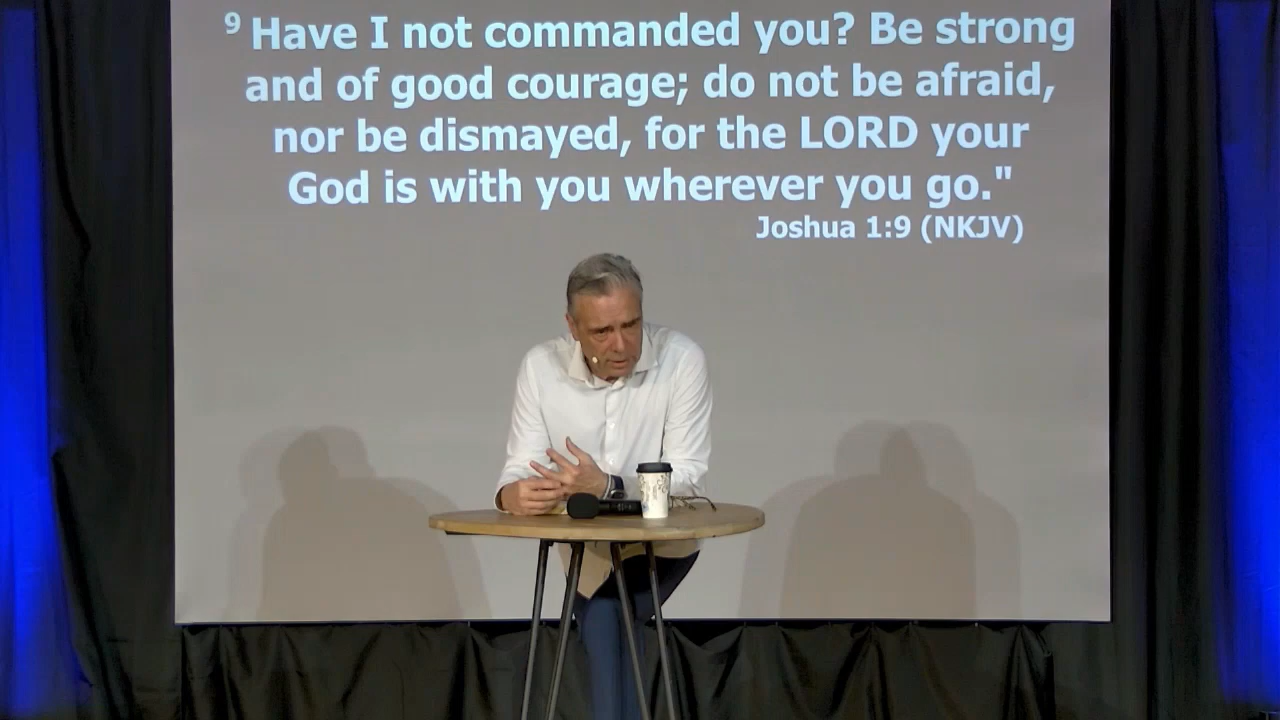 9 Have I not commanded you? Be strong
and of good courage; do not be afraid,
nor be dismayed, for the LORD your
God is with you wherever you go."
Joshua 1:9 (NKJV)